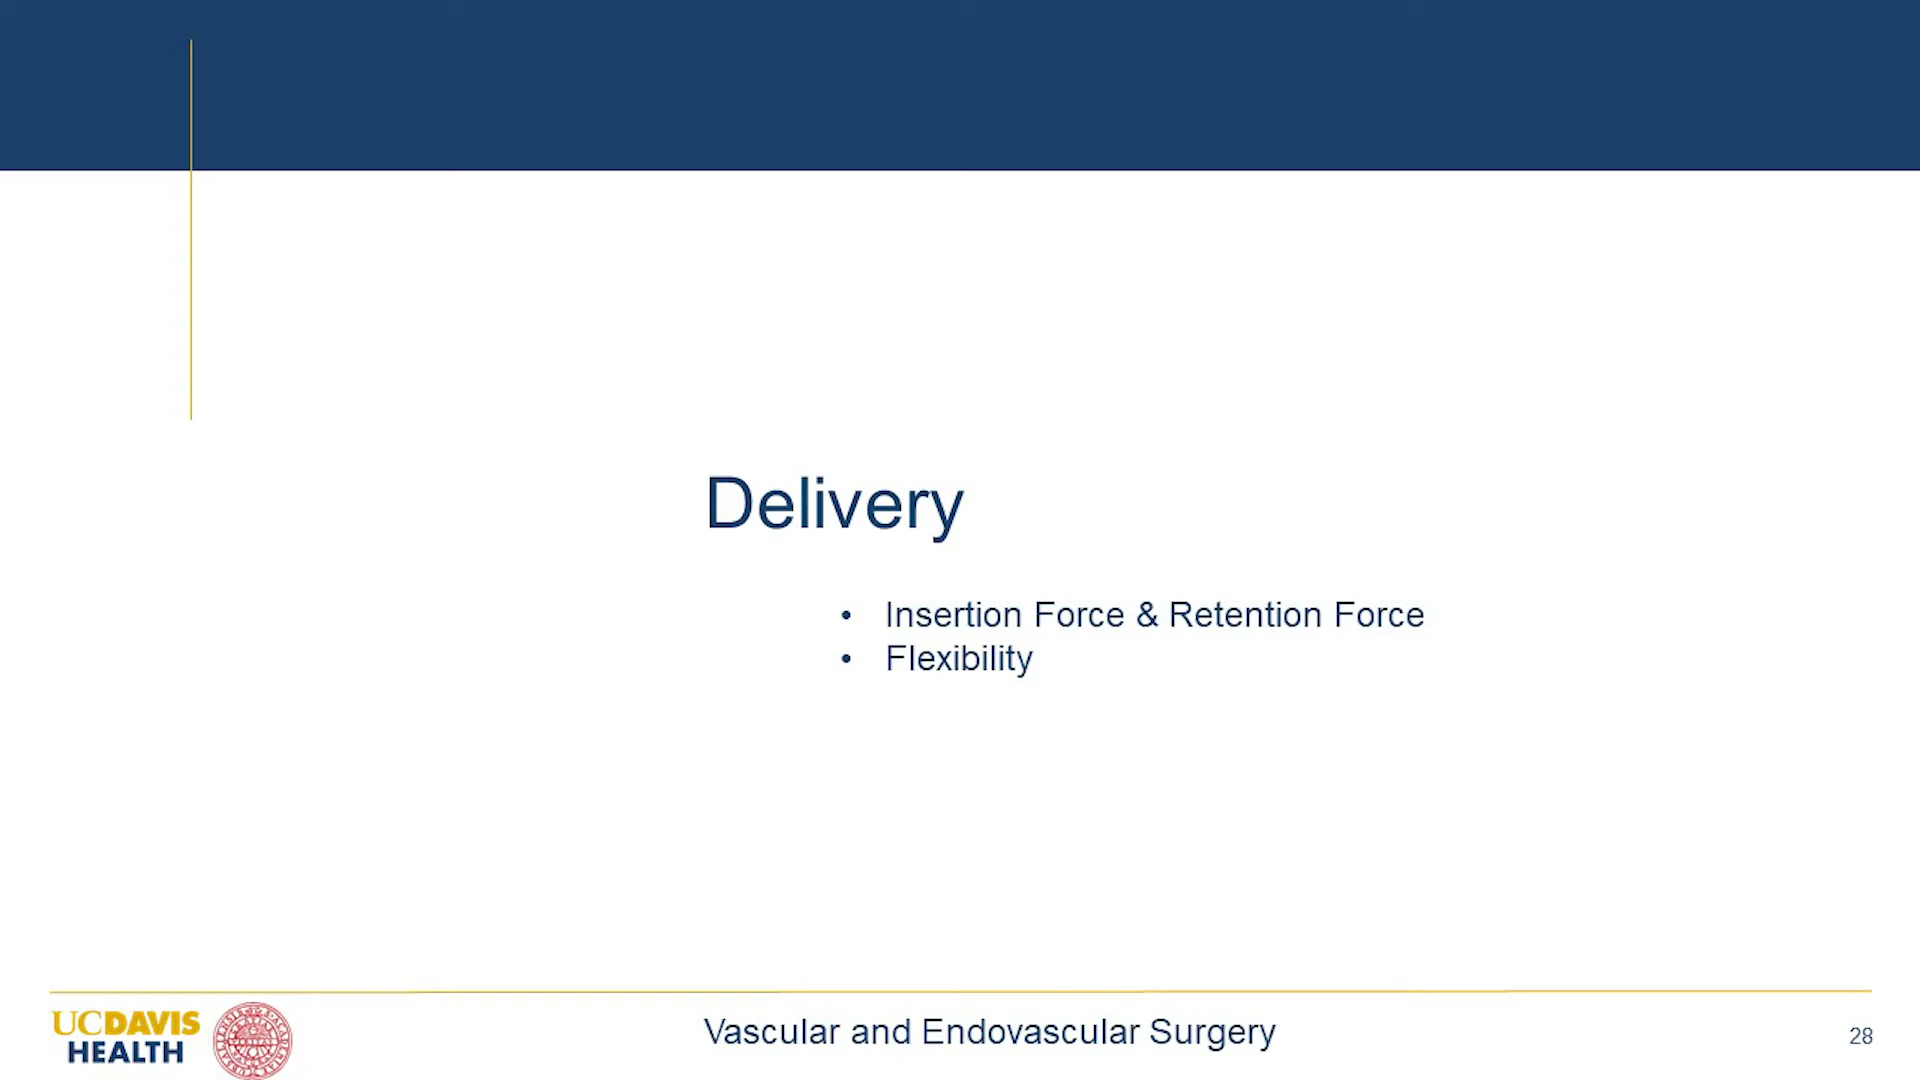 Delivery
• Insertion Force & Retention Force
• Flexibility
UCDAVIS
HEALTH
Vascular and Endovascular Surgery
28